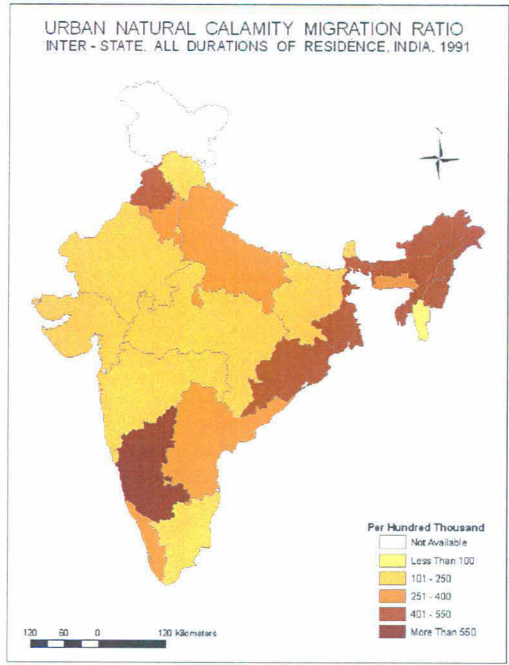 URBAN NATURAL CALAMITY MIGRATION RATIO
INTER - STATE, ALL DURATIONS OF RESIDENCE, INDIA, 1991
Per Hundred Thousand
Not Available
Less Than 100
101 - 250
251 - 400
401 - 550
More Than 550
120 60 0 120 Kilometers